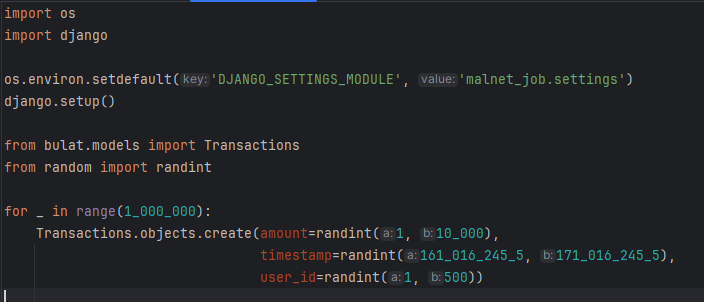 import os
import django
os.environ.setdefault(key: 'DJANGO_SETTINGS_MODULE', value: 'malnet_job.settings')
django.setup()
from bulat.models import Transactions
from random import randint
for _ in range(1_000_000):
    Transactions.objects.create(amount=randint(a: 1, b: 10_000),
                                timestamp=randint(a: 161_016_245_5, b: 171_016_245_5),
                                user_id=randint(a: 1, b: 500))